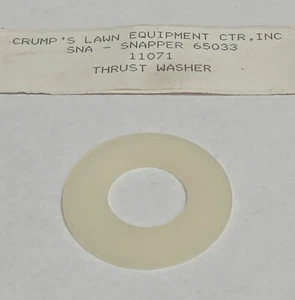 CRUMP'S LAWN EQUIPMENT CTR,INC
SNA - SNAPPER 65033
11071
THRUST WASHER